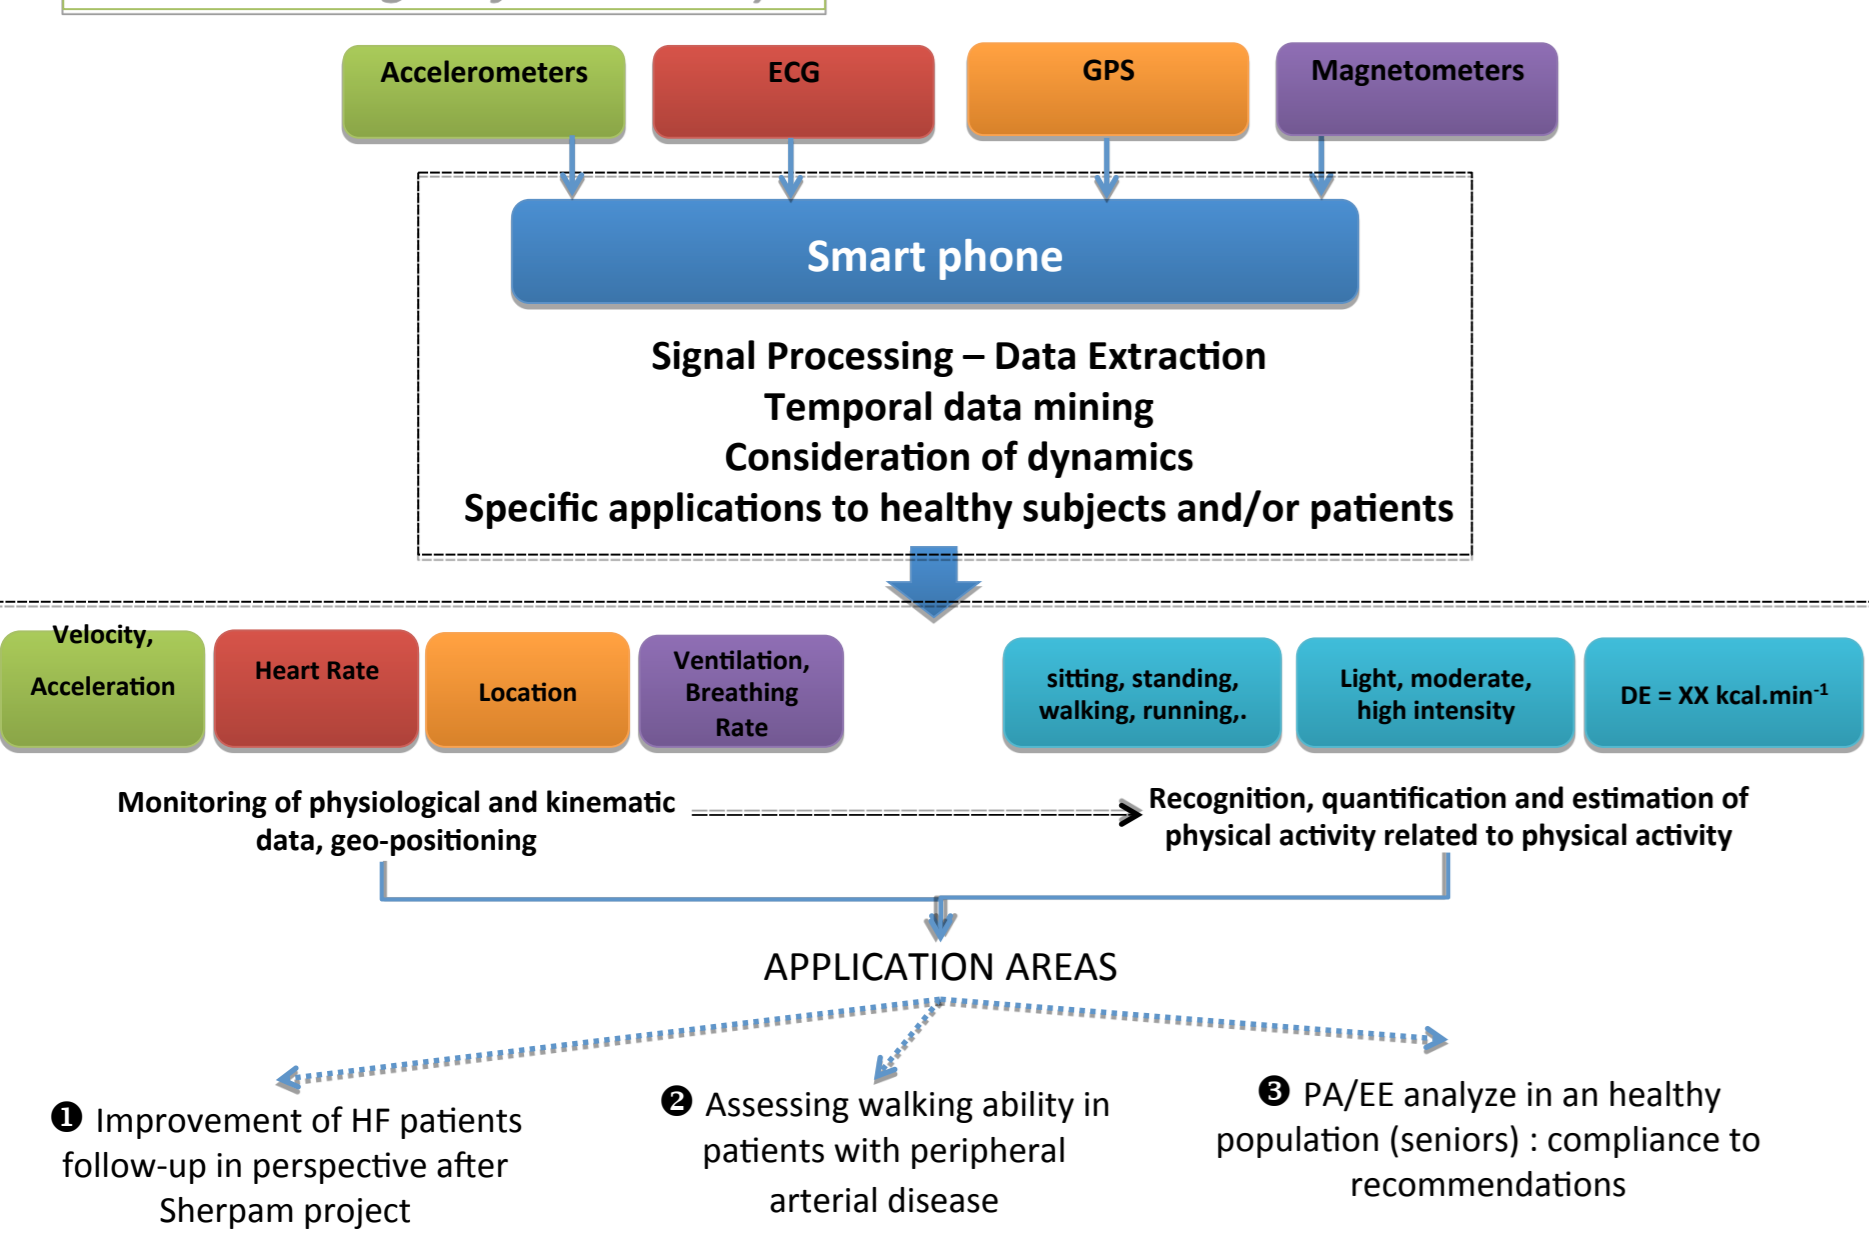 Accelerometers
ECG
GPS
Magnetometers
Smart phone
Signal Processing – Data Extraction
Temporal data mining
Consideration of dynamics
Specific applications to healthy subjects and/or patients
Velocity,
Acceleration
Heart Rate
Location
Ventilation,
Breathing
Rate
sitting, standing,
walking, running,.
Light, moderate,
high intensity
DE = XX kcal.min⁻¹
Monitoring of physiological and kinematic
data, geo-positioning
Recognition, quantification and estimation of
physical activity related to physical activity
APPLICATION AREAS
❶ Improvement of HF patients
follow-up in perspective after
Sherpam project
❷ Assessing walking ability in
patients with peripheral
arterial disease
❸ PA/EE analyze in an healthy
population (seniors) : compliance to
recommendations